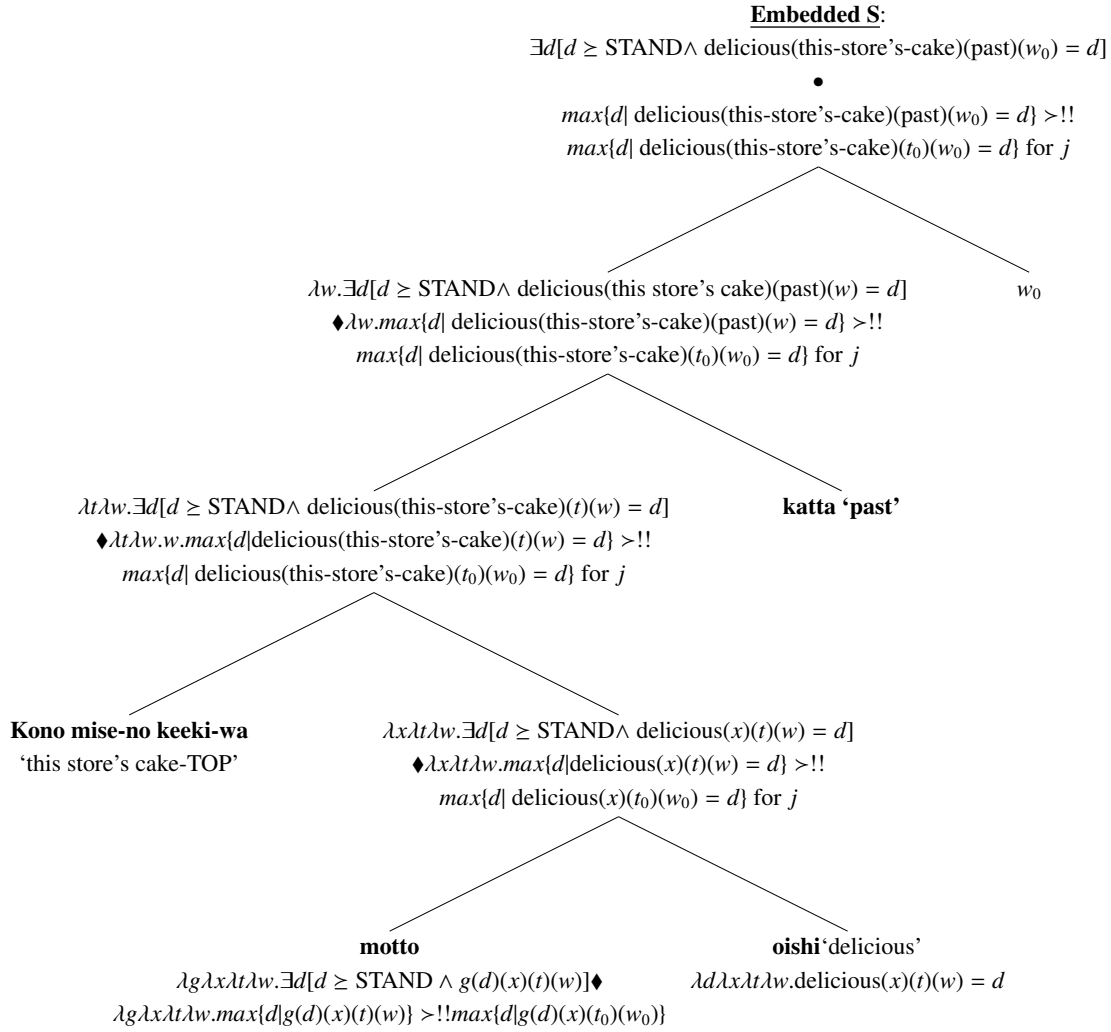 Embedded S:
∃d[d ≥ STAND∧ delicious(this-store's-cake)(past)(w₀) = d]
•
max{d| delicious(this-store's-cake)(past)(w₀) = d} >!!
max{d| delicious(this-store's-cake)(t₀)(w₀) = d} for j
λw.∃d[d ⪰ STAND∧ delicious(this store's cake)(past)(w) = d]
♦λw.max{d| delicious(this-store's-cake)(past)(w) = d} >!!
max{d| delicious(this-store's-cake)(t₀)(w₀) = d} for j
w₀
λtλw.∃d[d ⪰ STAND∧ delicious(this-store's-cake)(t)(w) = d]
♦λtλw.w.max{d|delicious(this-store's-cake)(t)(w) = d} >!!
max{d| delicious(this-store's-cake)(t₀)(w₀) = d} for j
katta ‘past’
Kono mise-no keeki-wa
‘this store's cake-TOP’
λxλtλw.∃d[d ⪰ STAND∧ delicious(x)(t)(w) = d]
♦λxλtλw.max{d|delicious(x)(t)(w) = d} >!!
max{d| delicious(x)(t₀)(w₀) = d} for j
motto
λgλxλtλw.∃d[d ⪰ STAND ∧ g(d)(x)(t)(w)]♦
λgλxλtλw.max{d|g(d)(x)(t)(w)} >!!max{d|g(d)(x)(t₀)(w₀)}
oishi‘delicious’
λdλxλtλw.delicious(x)(t)(w) = d